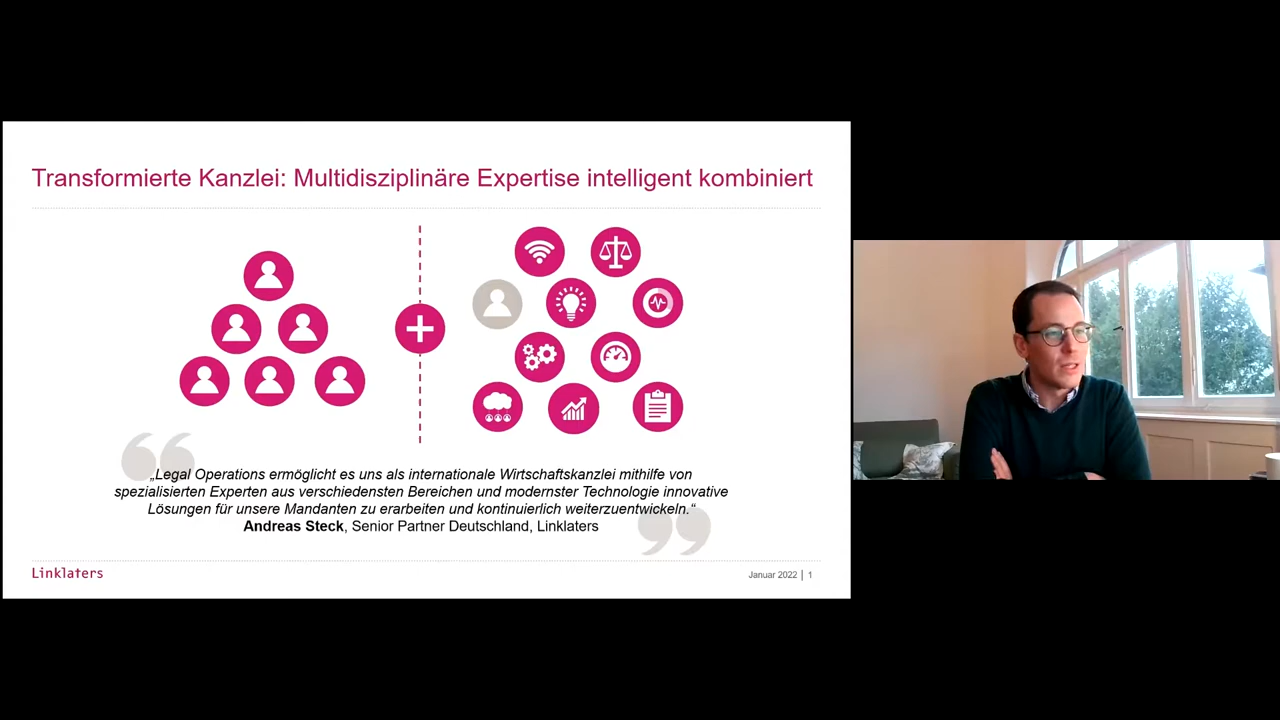 Transformierte Kanzlei: Multidisziplinäre Expertise intelligent kombiniert
„Legal Operations ermöglicht es uns als internationale Wirtschaftskanzlei mithilfe von
spezialisierten Experten aus verschiedensten Bereichen und modernster Technologie innovative
Lösungen für unsere Mandanten zu erarbeiten und kontinuierlich weiterzuentwickeln.“
Andreas Steck, Senior Partner Deutschland, Linklaters
Linklaters
Januar 2022 | 1